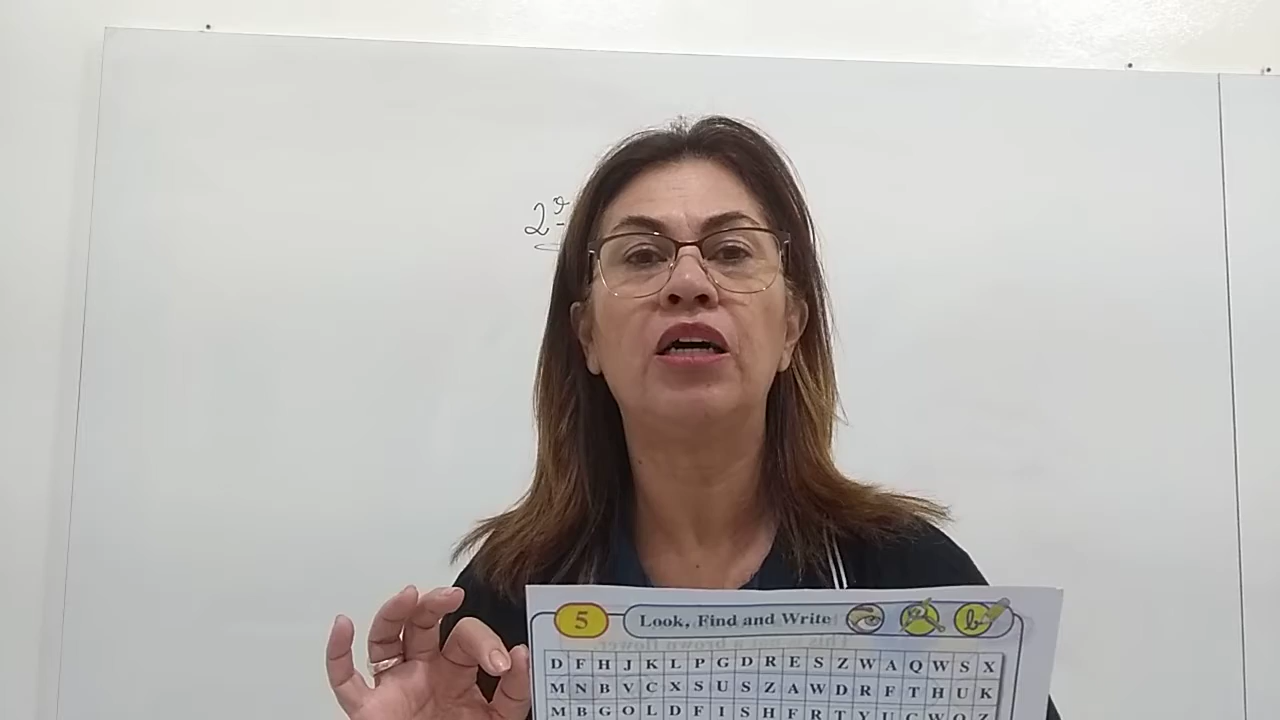 2º
5 Look, Find and Write
D F H J K L P G D R E S Z W A Q W S X
M N B V C X S U S Z A W D R F T H U K
M B G O L D F I S H F R T Y U C W O Z